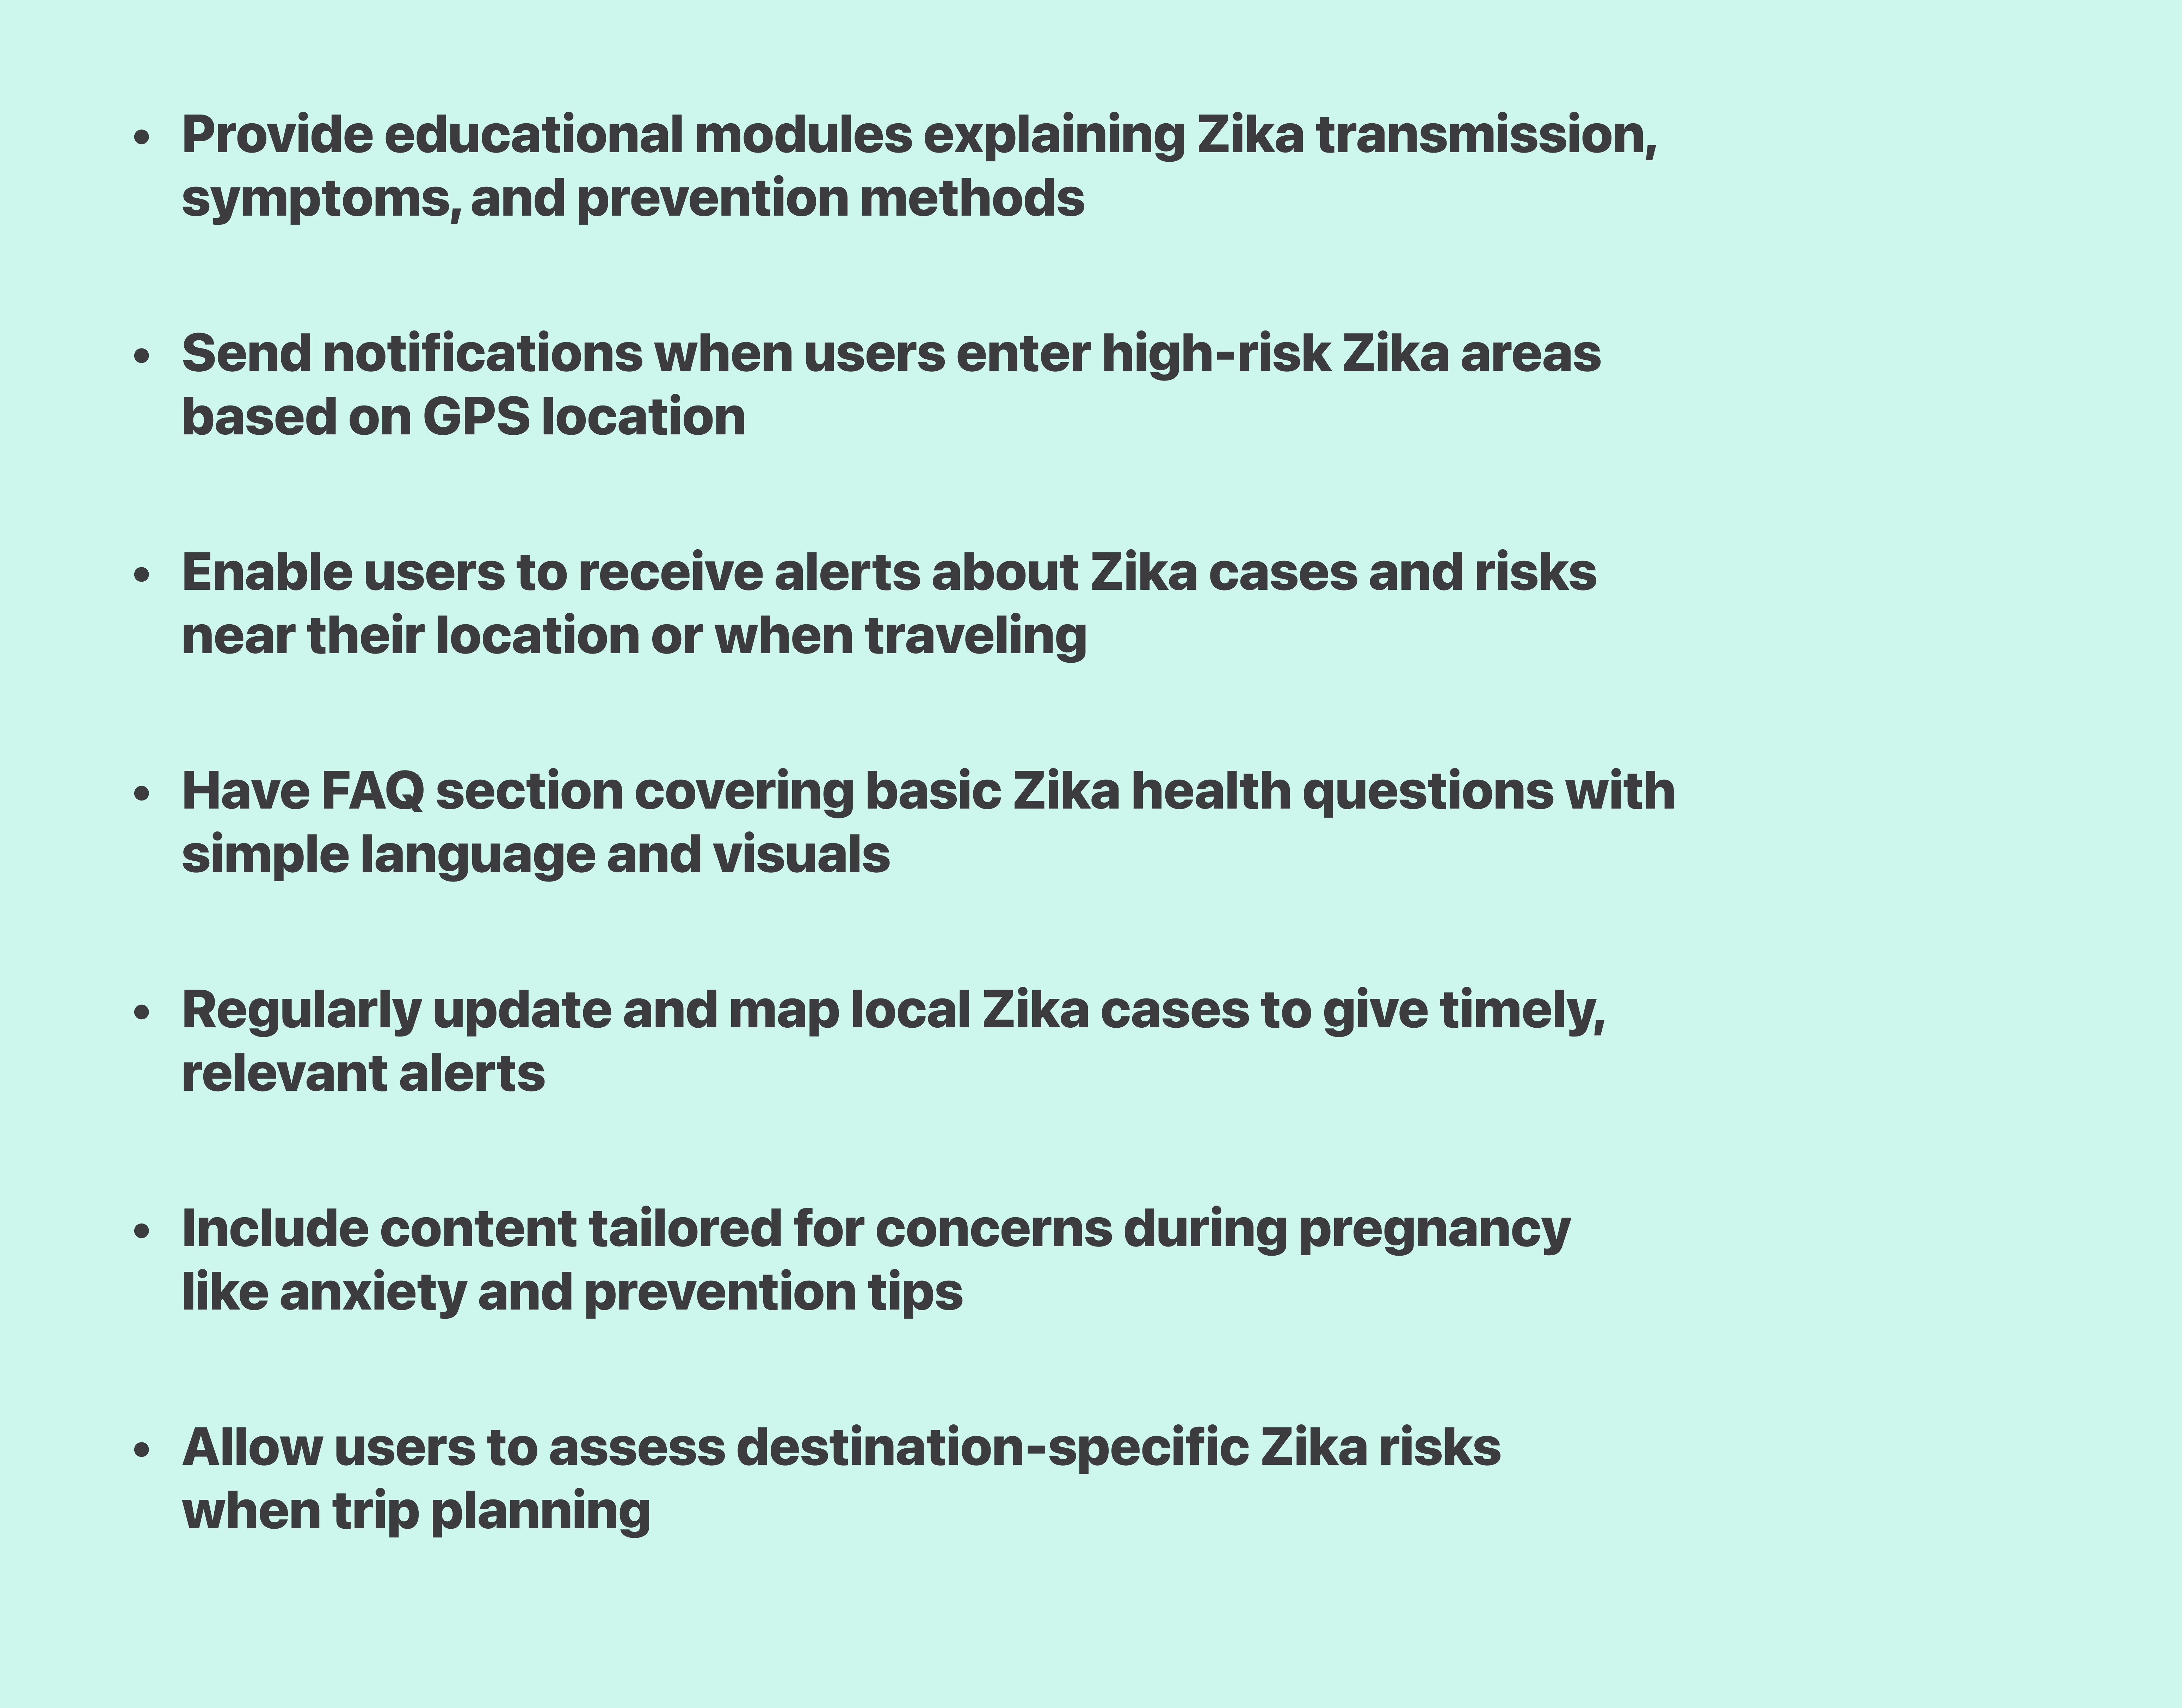 • Provide educational modules explaining Zika transmission,
symptoms, and prevention methods
• Send notifications when users enter high-risk Zika areas
based on GPS location
• Enable users to receive alerts about Zika cases and risks
near their location or when traveling
• Have FAQ section covering basic Zika health questions with
simple language and visuals
• Regularly update and map local Zika cases to give timely,
relevant alerts
• Include content tailored for concerns during pregnancy
like anxiety and prevention tips
• Allow users to assess destination-specific Zika risks
when trip planning